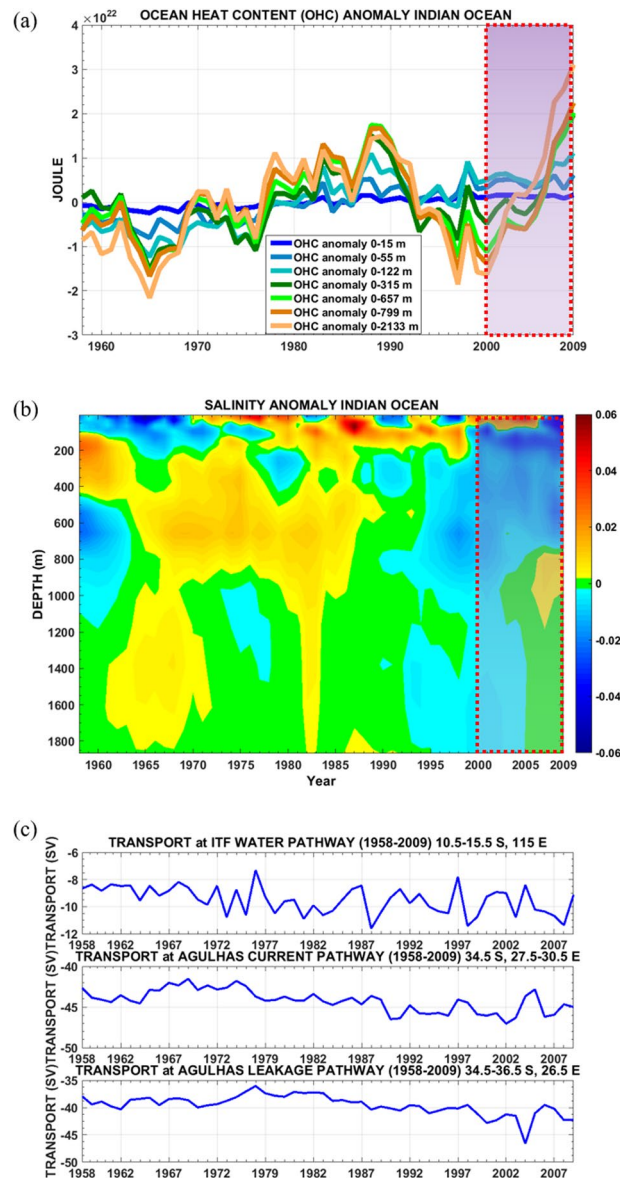 (a)
OCEAN HEAT CONTENT (OHC) ANOMALY INDIAN OCEAN
×10^22
4
3
2
1
0
-1
-2
-3
JOULE
OHC anomaly 0-15 m
OHC anomaly 0-55 m
OHC anomaly 0-122 m
OHC anomaly 0-315 m
OHC anomaly 0-657 m
OHC anomaly 0-799 m
OHC anomaly 0-2133 m
1960 1970 1980 1990 2000 2009
(b)
SALINITY ANOMALY INDIAN OCEAN
200
400
600
800
1000
1200
1400
1600
1800
DEPTH (m)
0.06
0.04
0.02
0
-0.02
-0.04
-0.06
1960 1965 1970 1975 1980 1985 1990 1995 2000 2005 2009
Year
(c)
TRANSPORT at ITF WATER PATHWAY (1958-2009) 10.5-15.5 S, 115 E
TRANSPORT (SV)
-6
-8
-10
-12
1958 1962 1967 1972 1977 1982 1987 1992 1997 2002 2007
TRANSPORT at AGULHAS CURRENT PATHWAY (1958-2009) 34.5 S, 27.5-30.5 E
TRANSPORT (SV)
-40
-45
-50
1958 1962 1967 1972 1977 1982 1987 1992 1997 2002 2007
TRANSPORT at AGULHAS LEAKAGE PATHWAY (1958-2009) 34.5-36.5 S, 26.5 E
TRANSPORT (SV)
-35
-40
-45
-50
1958 1962 1967 1972 1977 1982 1987 1992 1997 2002 2007